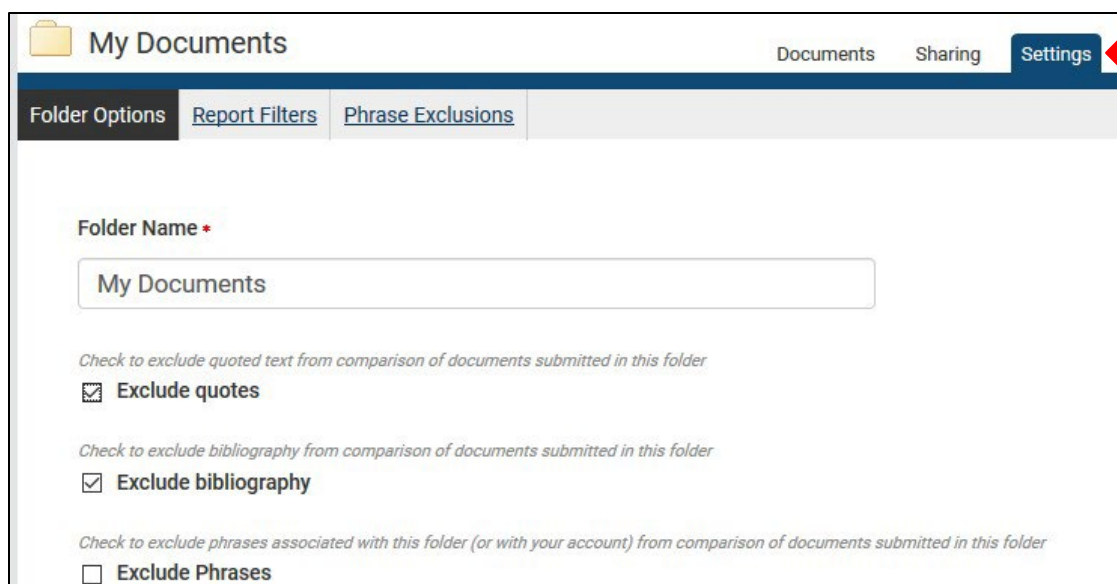 My Documents
Documents Sharing Settings
Folder Options Report Filters Phrase Exclusions
Folder Name *
My Documents
Check to exclude quoted text from comparison of documents submitted in this folder
Exclude quotes
Check to exclude bibliography from comparison of documents submitted in this folder
Exclude bibliography
Check to exclude phrases associated with this folder (or with your account) from comparison of documents submitted in this folder
Exclude Phrases